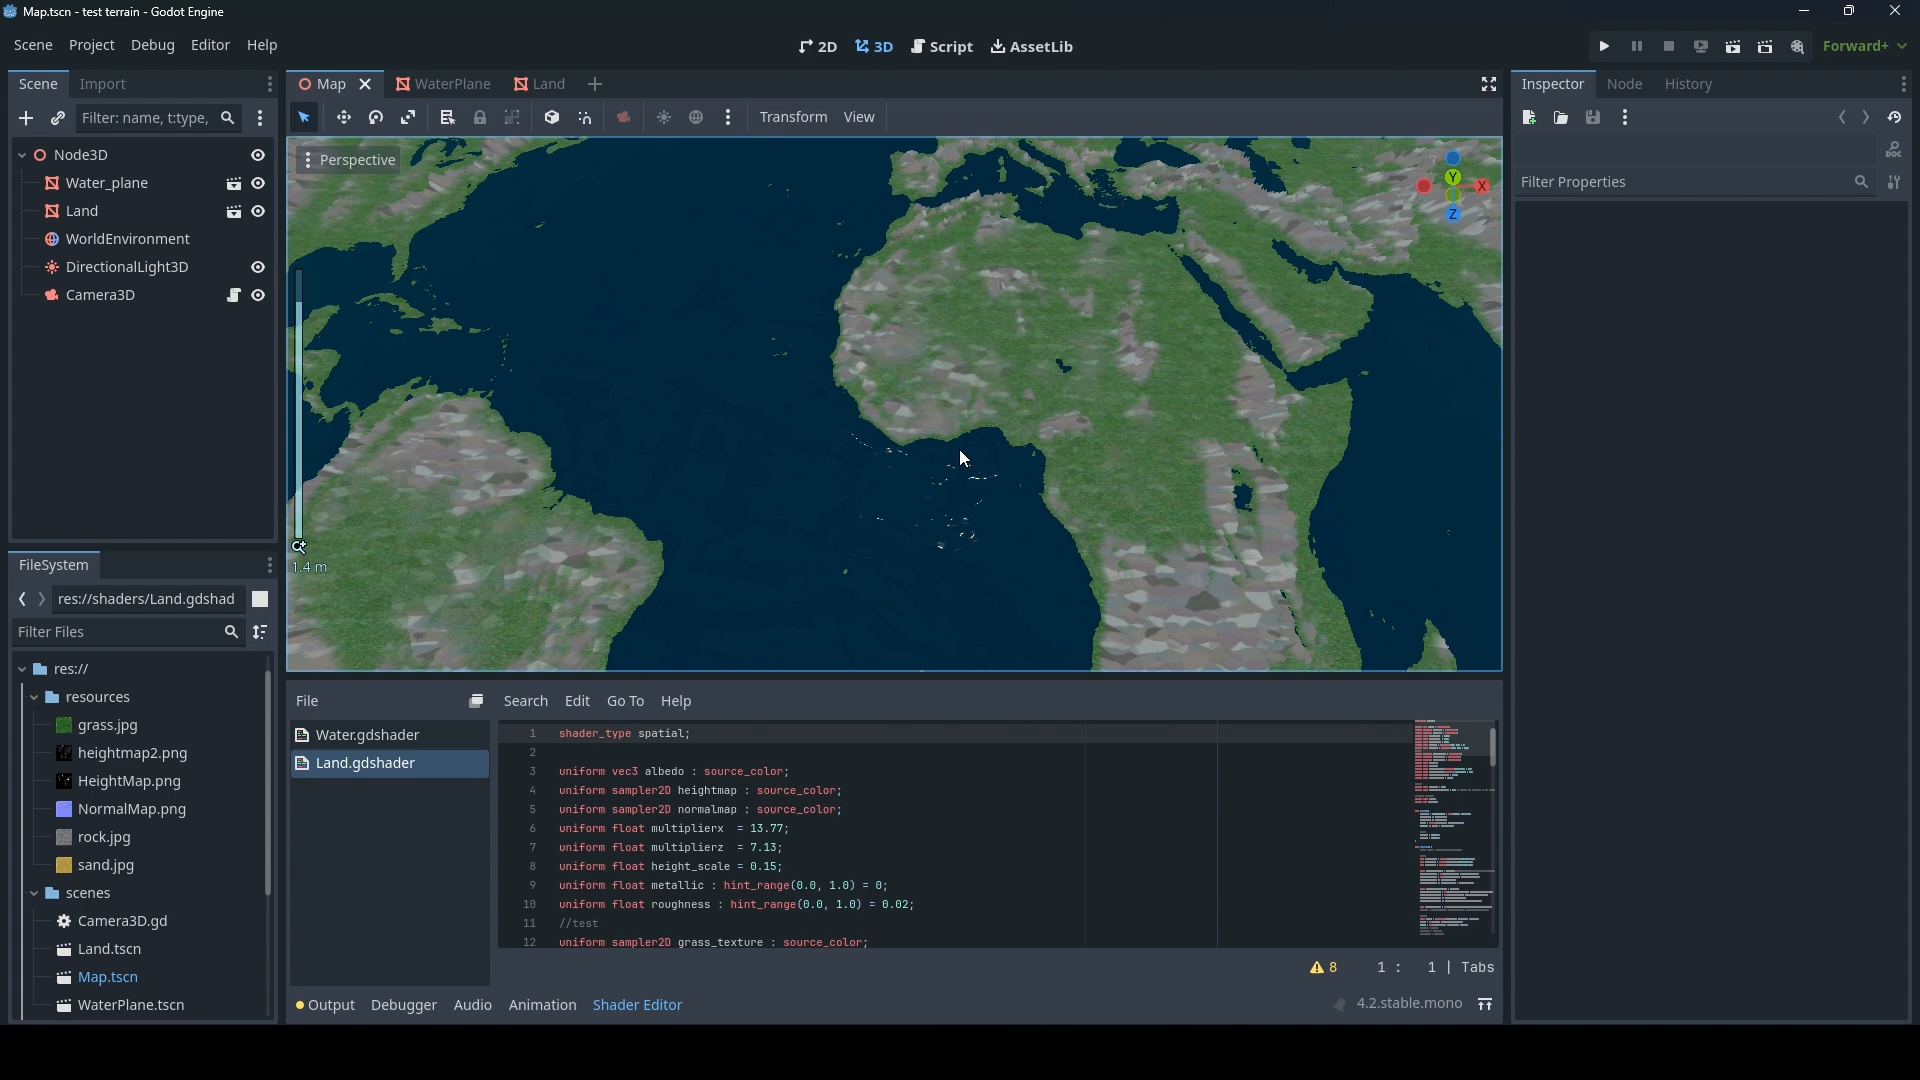 Map.tscn - test terrain - Godot Engine
Scene Project Debug Editor Help
2D 3D Script AssetLib
Forward+
Scene Import
Map WaterPlane Land
Inspector Node History
Filter: name, t:type,
Transform View
Node3D
Perspective
Y
X
Z
Water_plane
Land
WorldEnvironment
DirectionalLight3D
Camera3D
DOC
Filter Properties
1.4 m
FileSystem
res://shaders/Land.gdshad
Filter Files
res://
resources
grass.jpg
heightmap2.png
HeightMap.png
NormalMap.png
rock.jpg
sand.jpg
scenes
Camera3D.gd
Land.tscn
Map.tscn
WaterPlane.tscn
File
Search Edit Go To Help
Water.gdshader
Land.gdshader
1 shader_type spatial;
2
3 uniform vec3 albedo : source_color;
4 uniform sampler2D heightmap : source_color;
5 uniform sampler2D normalmap : source_color;
6 uniform float multiplierx = 13.77;
7 uniform float multiplierz = 7.13;
8 uniform float height_scale = 0.15;
9 uniform float metallic : hint_range(0.0, 1.0) = 0;
10 uniform float roughness : hint_range(0.0, 1.0) = 0.02;
11 //test
12 uniform sampler2D grass_texture : source_color;
8 1 : 1 | Tabs
Output Debugger Audio Animation Shader Editor
4.2.stable.mono